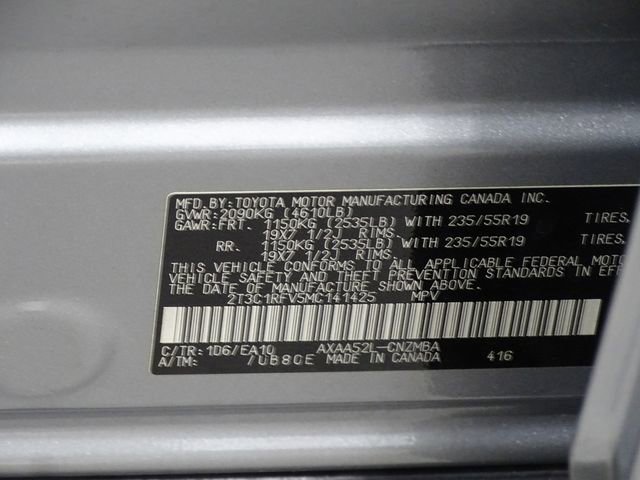 MFD. BY: TOYOTA MOTOR MANUFACTURING CANADA INC.
GVWR: 2090KG (4610LB)
GAWR: FRT. 1150KG (2535LB) WITH 235/55R19 TIRES,
19X7 1/2J RIMS.
RR. 1150KG (2535LB) WITH 235/55R19 TIRES,
19X7 1/2J RIMS.
THIS VEHICLE CONFORMS TO ALL APPLICABLE FEDERAL MOTOR
VEHICLE SAFETY AND THEFT PREVENTION STANDARDS IN EFF
THE DATE OF MANUFACTURE SHOWN ABOVE.
2T3C1RFV5MC141425 MPV
C/TR: 1D6/EA10 AXAA52L-CNZMBA
A/TM: /UB80E MADE IN CANADA 416